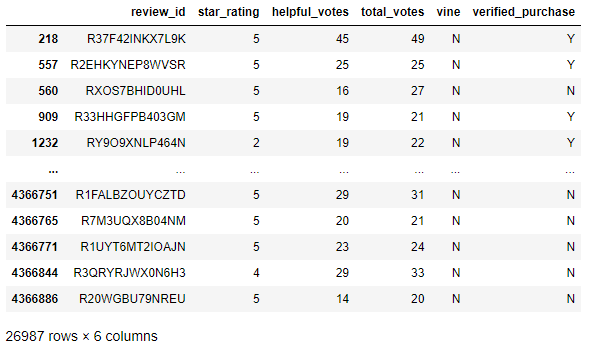 review_id star_rating helpful_votes total_votes vine verified_purchase
218 R37F42INKX7L9K 5 45 49 N Y
557 R2EHKYNEP8WVSR 5 25 25 N Y
560 RXOS7BHID0UHL 5 16 27 N N
909 R33HHGFPB403GM 5 19 21 N Y
1232 RY9O9XNLP464N 2 19 22 N Y
... ... ... ... ... ... ...
4366751 R1FALBZOUYCZTD 5 29 31 N N
4366765 R7M3UQX8B04NM 5 20 21 N N
4366771 R1UYT6MT2IOAJN 5 23 24 N N
4366844 R3QRYRJWX0N6H3 4 29 33 N N
4366886 R20WGBU79NREU 5 14 20 N N
26987 rows × 6 columns